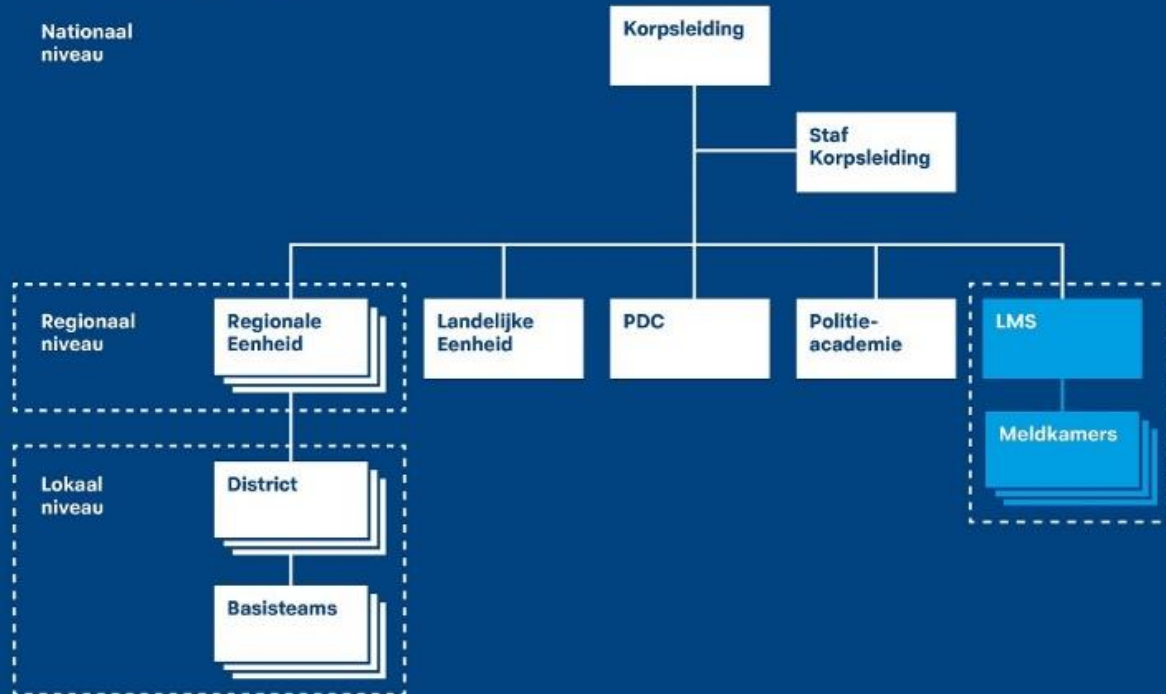 Nationaal
niveau
Korpsleiding
Staf
Korpsleiding
Regionaal
niveau
Regionale
Eenheid
Landelijke
Eenheid
PDC
Politie-
academie
LMS
Meldkamers
Lokaal
niveau
District
Basisteams